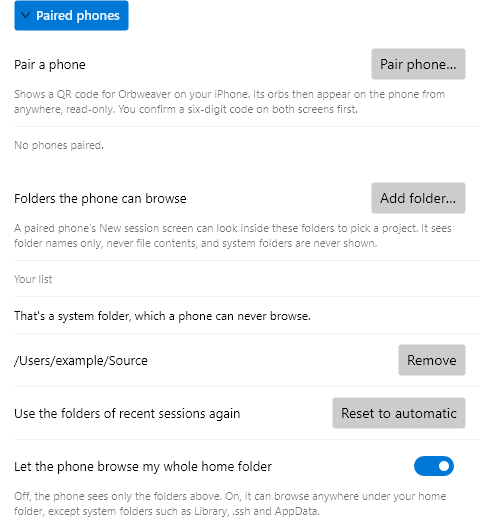 Paired phones
Pair a phone
Pair phone...
Shows a QR code for Orbweaver on your iPhone. Its orbs then appear on the phone from
anywhere, read-only. You confirm a six-digit code on both screens first.
No phones paired.
Folders the phone can browse
Add folder...
A paired phone's New session screen can look inside these folders to pick a project. It sees
folder names only, never file contents, and system folders are never shown.
Your list
That's a system folder, which a phone can never browse.
/Users/example/Source
Remove
Use the folders of recent sessions again
Reset to automatic
Let the phone browse my whole home folder
Off, the phone sees only the folders above. On, it can browse anywhere under your home
folder, except system folders such as Library, .ssh and AppData.